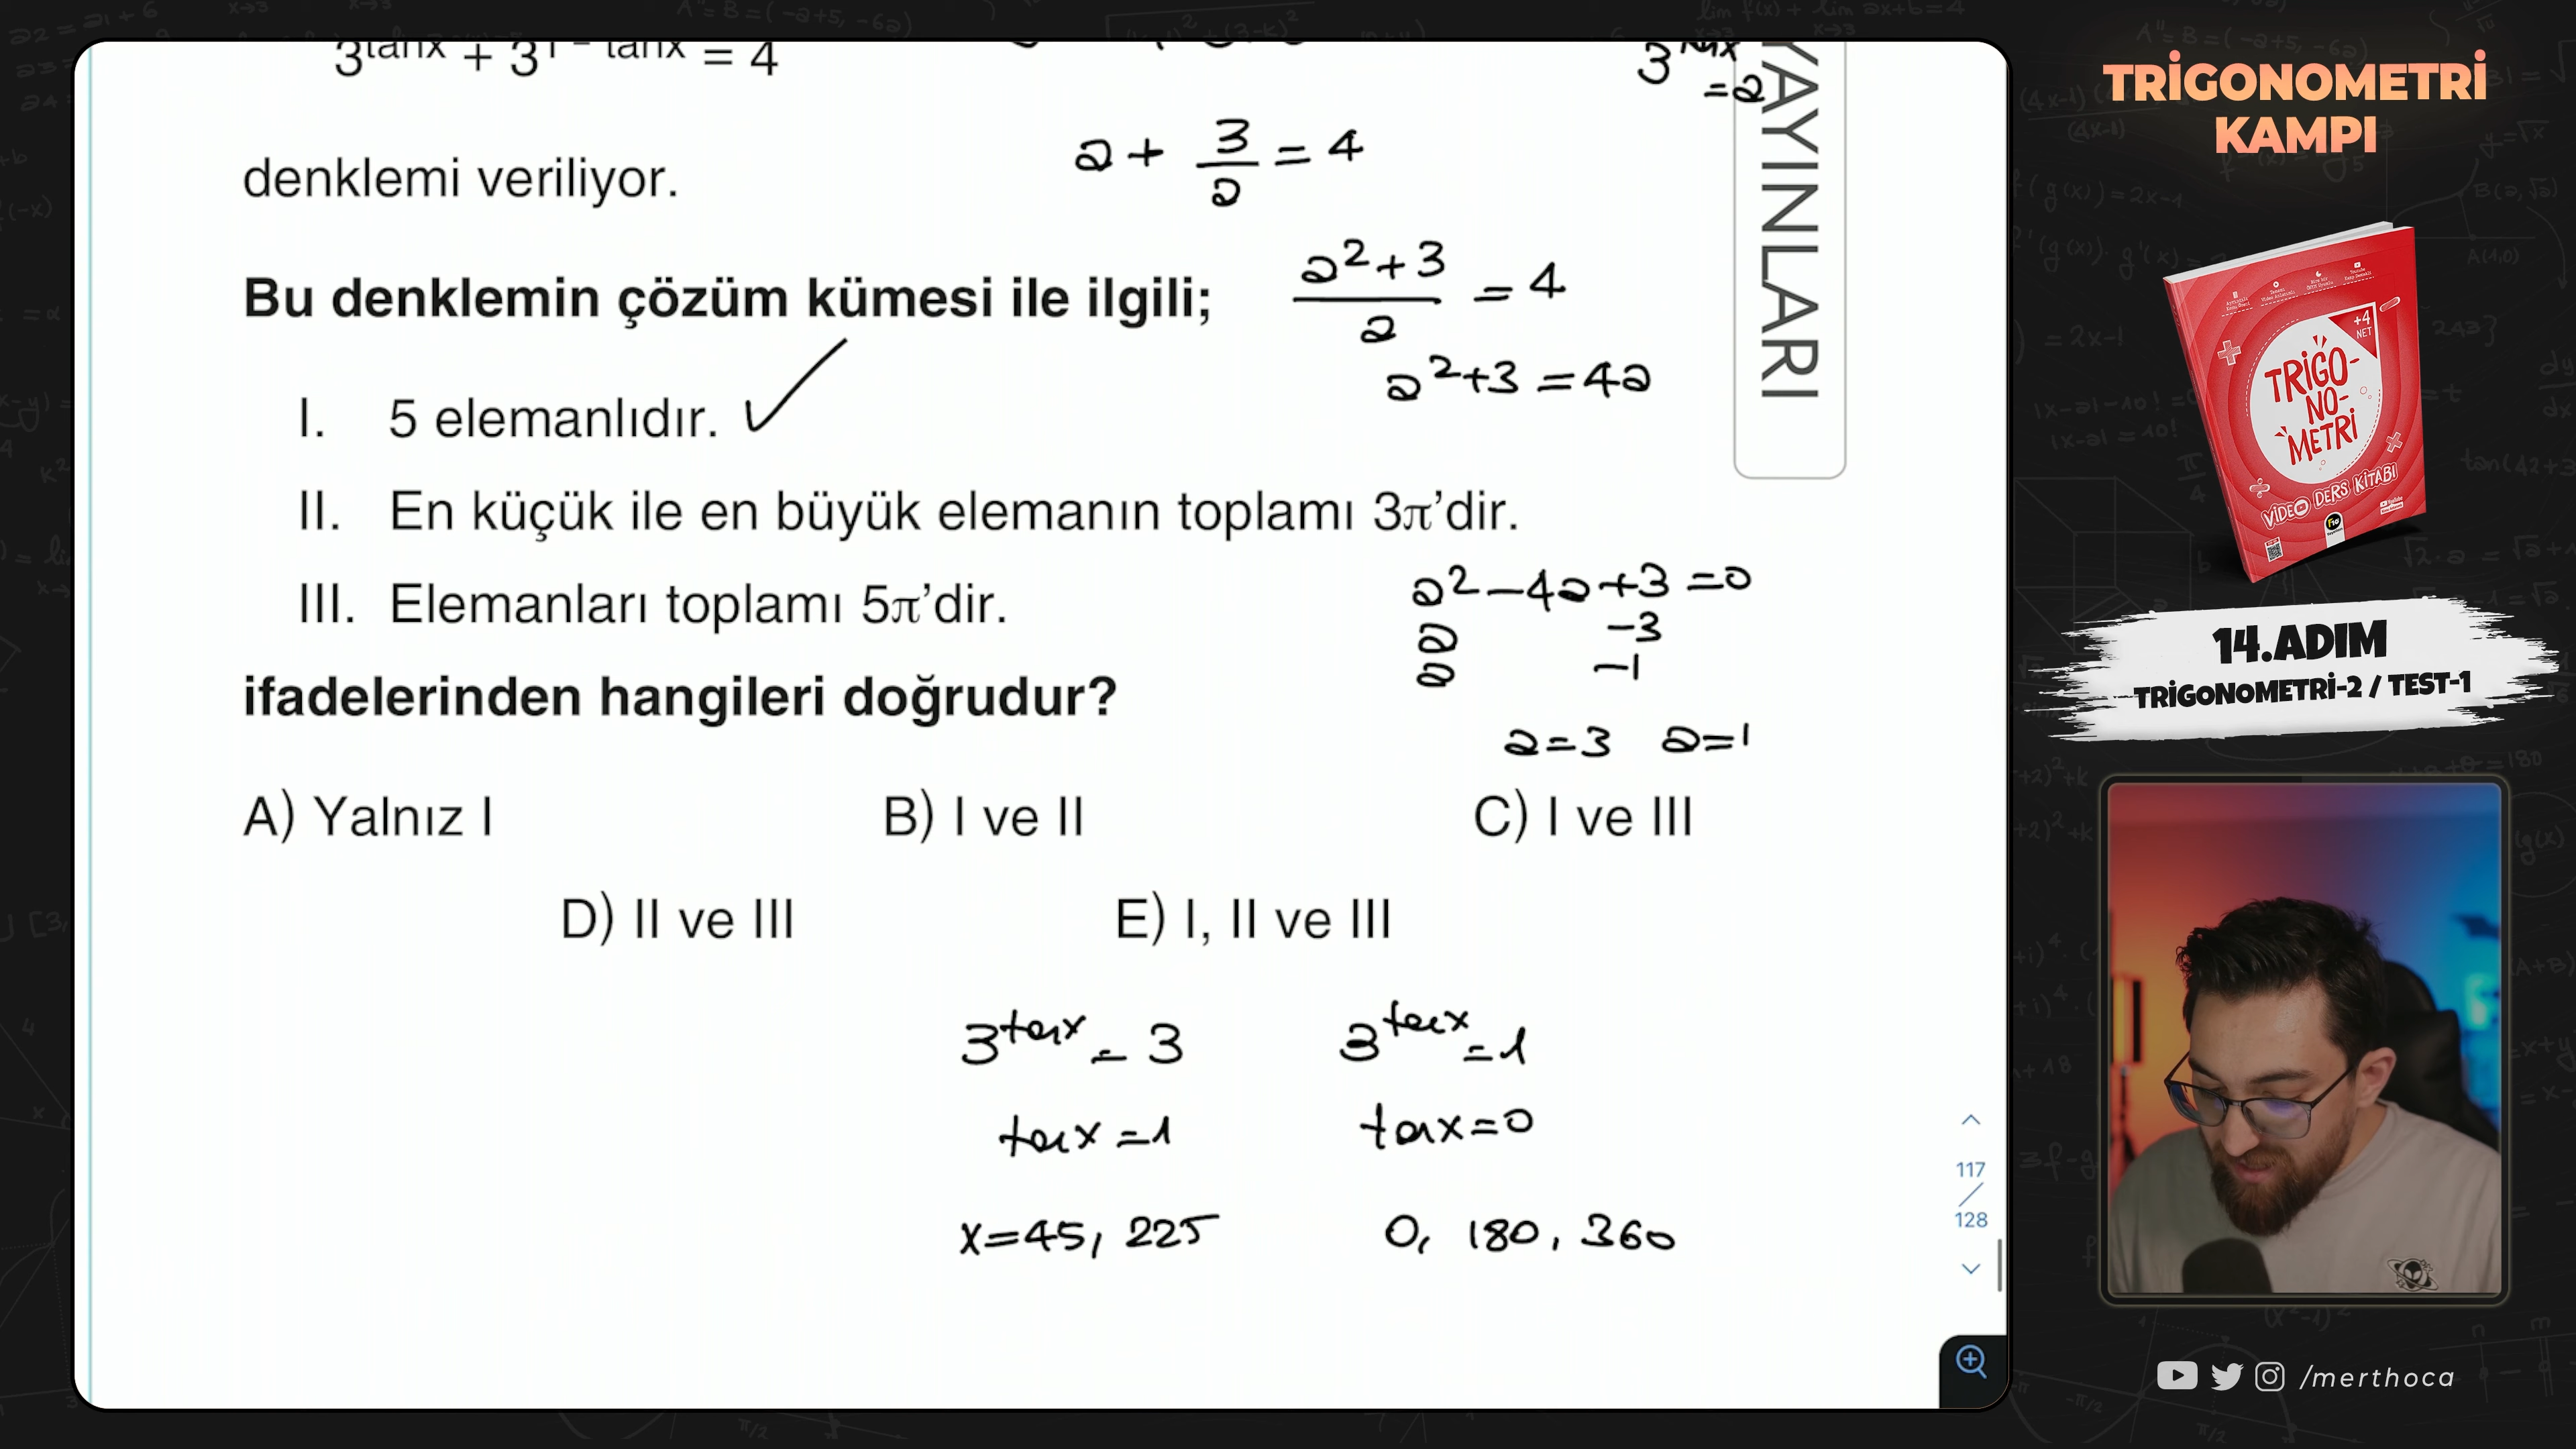 3^tanx + 3^1 - tanx = 4
3^tanx = a
denklemi veriliyor.
a + 3/a = 4
Bu denklemin çözüm kümesi ile ilgili;
(a²+3)/a = 4
a²+3 = 4a
I. 5 elemanlıdır. ✓
II. En küçük ile en büyük elemanın toplamı 3π'dir.
III. Elemanları toplamı 5π'dir.
a²-4a+3=0
a -3
a -1
ifadelerinden hangileri doğrudur?
a=3 a=1
A) Yalnız I B) I ve II C) I ve III
D) II ve III E) I, II ve III
3^tanx = 3 3^tanx = 1
tanx = 1 tanx = 0
x=45, 225 0, 180, 360
YAYINLARI
117
/
128
TRİGONOMETRİ
KAMPI
+4
NET
TRİGO-
NO-
METRİ
VİDEO DERS KİTABI
14.ADIM
TRİGONOMETRİ-2 / TEST-1
/merthoca